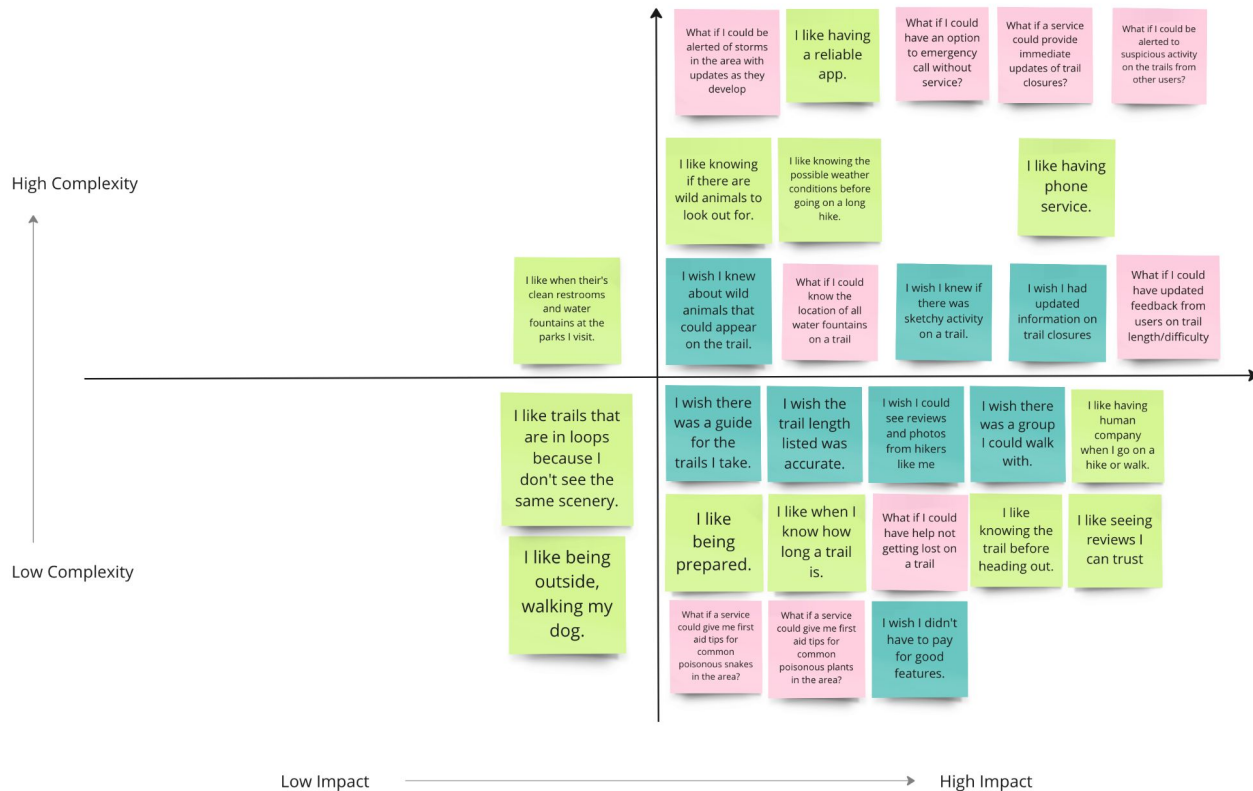 What if I could be
alerted of storms
in the area with
updates as they
develop
I like having
a reliable
app.
What if I could
have an option
to emergency
call without
service?
What if a service
could provide
immediate
updates of trail
closures?
What if I could be
alerted to
suspicious activity
on the trails from
other users?
High Complexity
I like knowing
if there are
wild animals to
look out for.
I like knowing the
possible weather
conditions before
going on a long
hike.
I like having
phone
service.
I like when their's
clean restrooms
and water
fountains at the
parks I visit.
I wish I knew
about wild
animals that
could appear
on the trail.
What if I could
know the
location of all
water fountains
on a trail
I wish I knew if
there was
sketchy activity
on a trail.
I wish I had
updated
information on
trail closures
What if I could
have updated
feedback from
users on trail
length/difficulty
I like trails that
are in loops
because I
don't see the
same scenery.
I wish there
was a guide
for the
trails I take.
I wish the
trail length
listed was
accurate.
I wish I could
see reviews
and photos
from hikers
like me
I wish there
was a group
I could walk
with.
I like having
human
company
when I go on a
hike or walk.
Low Complexity
I like being
outside,
walking my
dog.
I like
being
prepared.
I like when I
know how
long a trail
is.
What if I could
have help not
getting lost on
a trail
I like
knowing the
trail before
heading out.
I like seeing
reviews I
can trust
What if a service
could give me first
aid tips for
common
poisonous snakes
in the area?
What if a service
could give me first
aid tips for
common
poisonous plants
in the area?
I wish I didn't
have to pay
for good
features.
Low Impact
High Impact